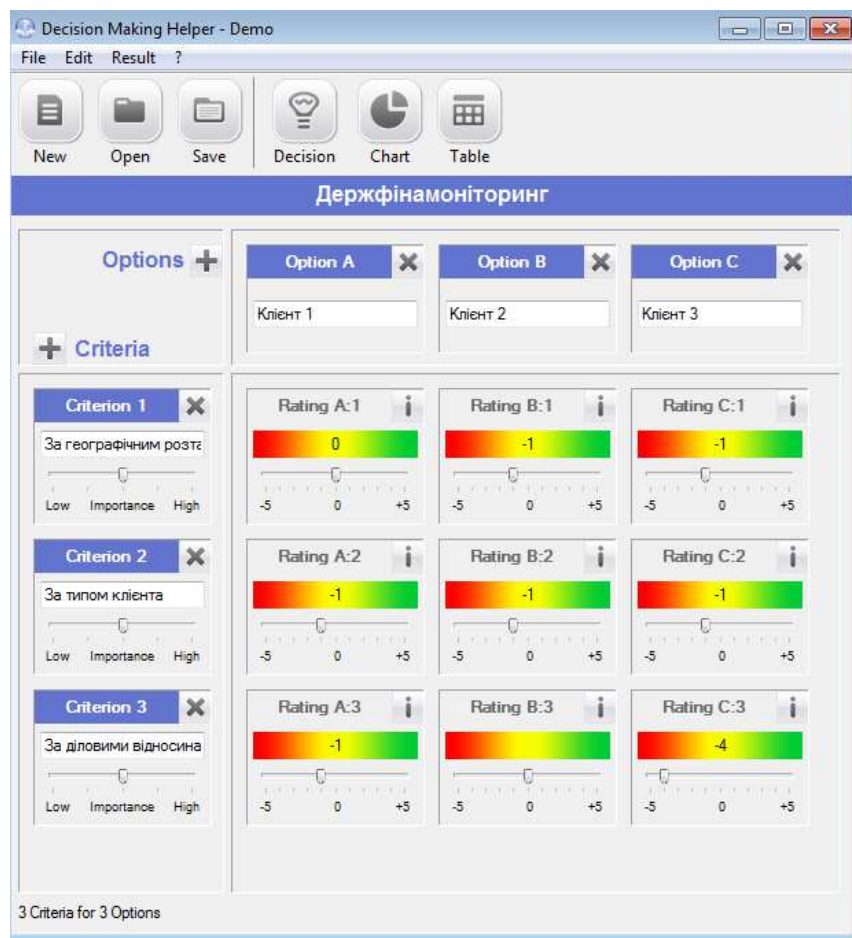 Decision Making Helper - Demo
File Edit Result ?
New Open Save Decision Chart Table
Держфінамоніторинг
Options
Option A Option B Option C
Клієнт 1 Клієнт 2 Клієнт 3
Criteria
Criterion 1 Rating A:1 Rating B:1 Rating C:1
За географічним розта 0 -1 -1
Low Importance High -5 0 +5 -5 0 +5 -5 0 +5
Criterion 2 Rating A:2 Rating B:2 Rating C:2
За типом клієнта -1 -1 -1
Low Importance High -5 0 +5 -5 0 +5 -5 0 +5
Criterion 3 Rating A:3 Rating B:3 Rating C:3
За діловими відносина -1 -4
Low Importance High -5 0 +5 -5 0 +5 -5 0 +5
3 Criteria for 3 Options